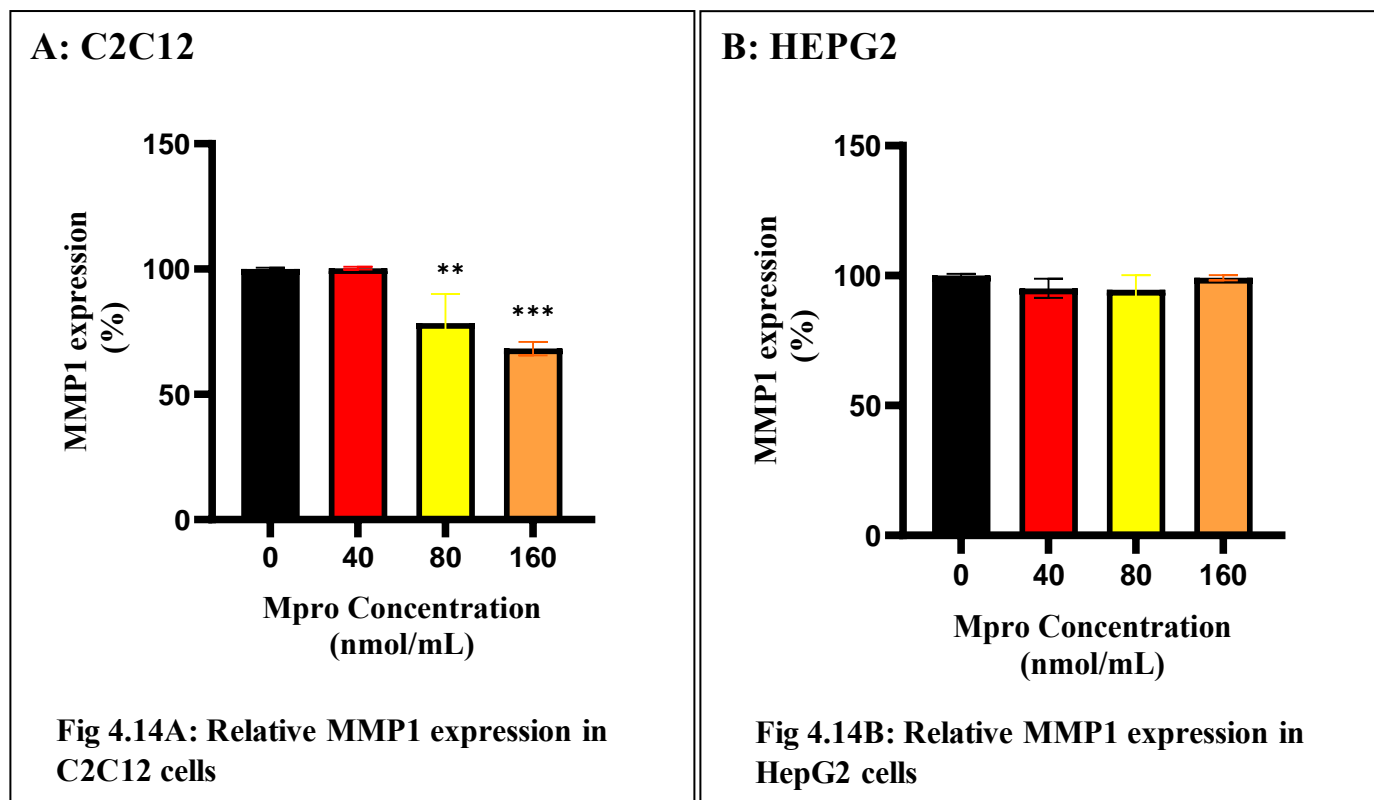 A: C2C12
150
100
50
0
MMP1 expression
(%)
**
***
0 40 80 160
Mpro Concentration
(nmol/mL)
Fig 4.14A: Relative MMP1 expression in
C2C12 cells
B: HEPG2
150
100
50
0
MMP1 expression
(%)
0 40 80 160
Mpro Concentration
(nmol/mL)
Fig 4.14B: Relative MMP1 expression in
HepG2 cells